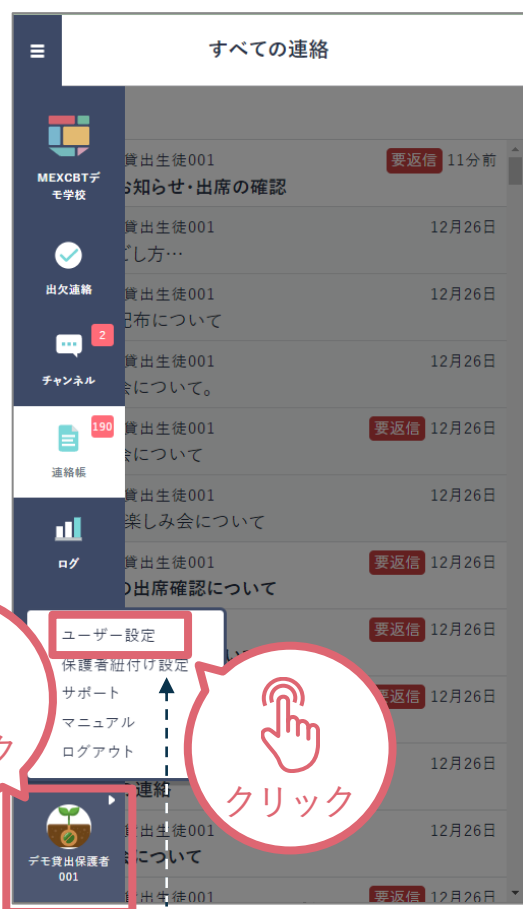 すべての連絡
MEXCBTデ
モ学校
出欠連絡
2
チャンネル
190
連絡帳
ログ
貸出生徒001
要返信 11分前
お知らせ・出席の確認
貸出生徒001
12月26日
ごし方…
貸出生徒001
12月26日
配布について
貸出生徒001
12月26日
会について。
貸出生徒001
要返信 12月26日
会について
貸出生徒001
12月26日
楽しみ会について
貸出生徒001
要返信 12月26日
の出席確認について
要返信 12月26日
要返信 12月26日
12月26日
連絡
貸出生徒001
12月26日
会について
貸出生徒001
要返信 12月26日
ユーザー設定
保護者紐付け設定
サポート
マニュアル
ログアウト
ク
クリック
デモ貸出保護者
001